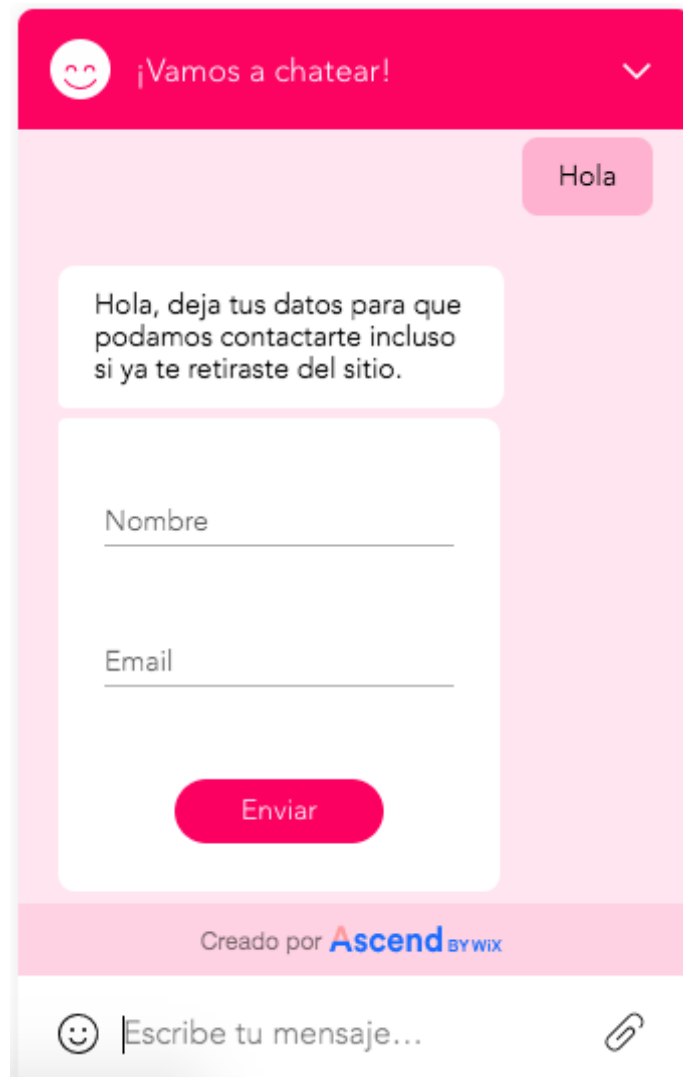 ¡Vamos a chatear!
Hola
Hola, deja tus datos para que
podamos contactarte incluso
si ya te retiraste del sitio.
Nombre
Email
Enviar
Creado por Ascend BY WiX
Escribe tu mensaje...